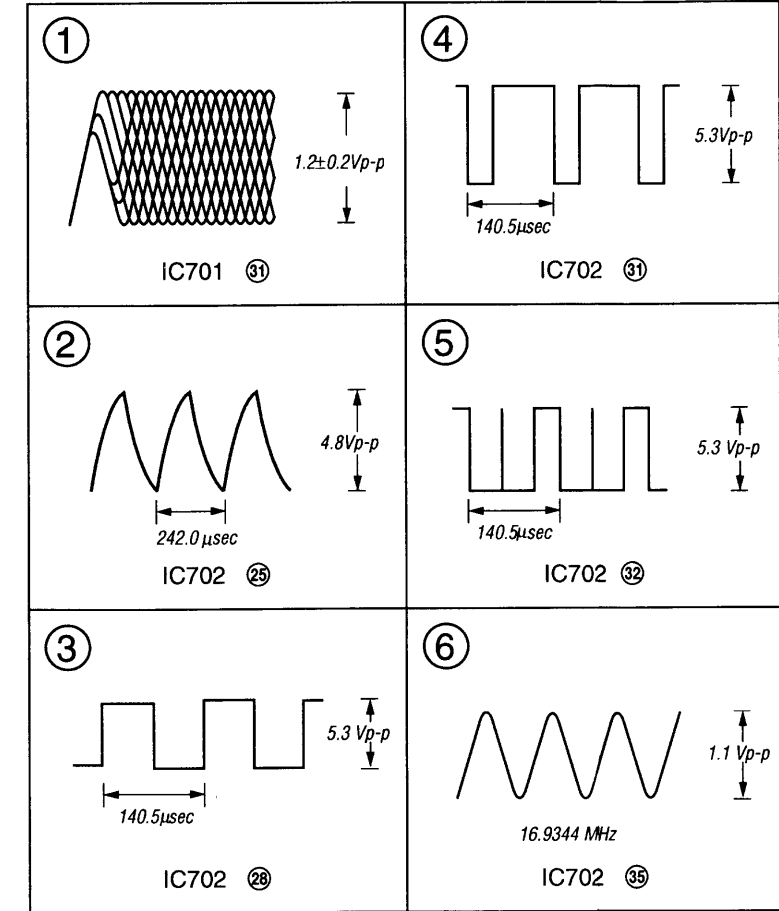 ①
1.2±0.2Vp-p
IC701 ㉛
②
4.8Vp-p
242.0 µsec
IC702 ㉕
③
5.3 Vp-p
140.5µsec
IC702 ㉘
④
5.3Vp-p
140.5µsec
IC702 ㉛
⑤
5.3 Vp-p
140.5µsec
IC702 ㉜
⑥
1.1 Vp-p
16.9344 MHz
IC702 ㉟